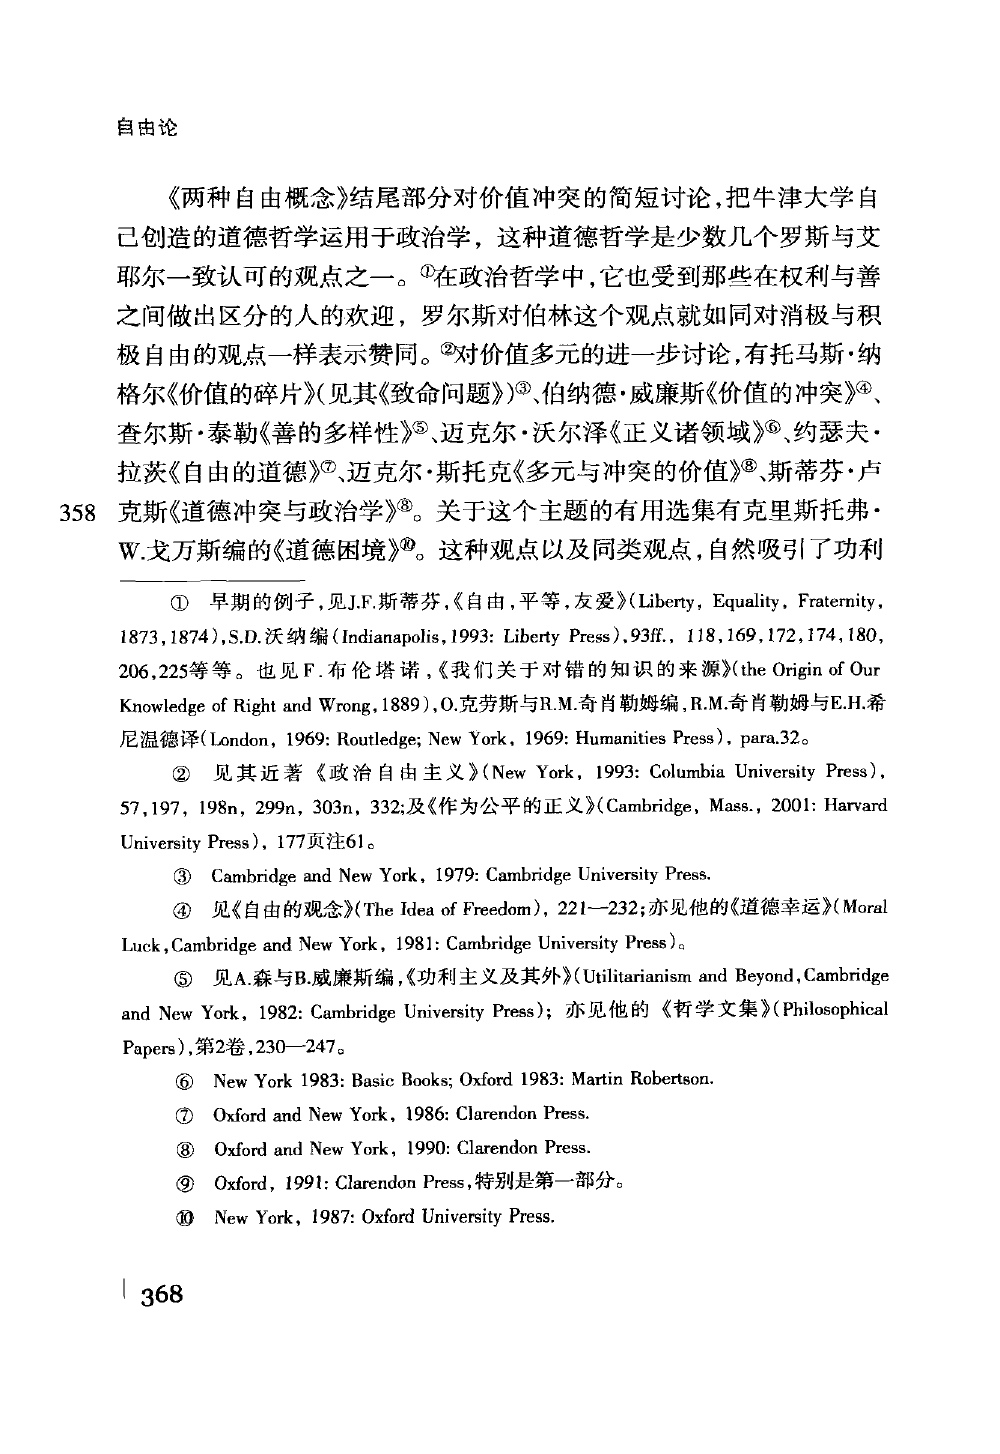 自由论
《两种自由概念》结尾部分对价值冲突的简短讨论,把牛津大学自
己创造的道德哲学运用于政治学，这种道德哲学是少数几个罗斯与艾
耶尔一致认可的观点之一。①在政治哲学中,它也受到那些在权利与善
之间做出区分的人的欢迎，罗尔斯对伯林这个观点就如同对消极与积
极自由的观点一样表示赞同。②对价值多元的进一步讨论,有托马斯·纳
格尔《价值的碎片》(见其《致命问题》)③、伯纳德·威廉斯《价值的冲突》④、
查尔斯·泰勒《善的多样性》⑤、迈克尔·沃尔泽《正义诸领域》⑥、约瑟夫·
拉茨《自由的道德》⑦、迈克尔·斯托克《多元与冲突的价值》⑧、斯蒂芬·卢
358 克斯《道德冲突与政治学》⑨。关于这个主题的有用选集有克里斯托弗·
W.戈万斯编的《道德困境》⑩。这种观点以及同类观点,自然吸引了功利
① 早期的例子,见J.F.斯蒂芬,《自由,平等,友爱》(Liberty, Equality, Fraternity,
1873,1874),S.D.沃纳编(Indianapolis,1993: Liberty Press),93ff., 118,169,172,174,180,
206,225等等。也见F.布伦塔诺,《我们关于对错的知识的来源》(the Origin of Our
Knowledge of Right and Wrong,1889),O.克劳斯与R.M.奇肖勒姆编,R.M.奇肖勒姆与E.H.希
尼温德译(London, 1969: Routledge; New York, 1969: Humanities Press), para.32。
② 见其近著《政治自由主义》(New York, 1993: Columbia University Press),
57,197, 198n, 299n, 303n, 332;及《作为公平的正义》(Cambridge, Mass., 2001: Harvard
University Press), 177页注61。
③ Cambridge and New York, 1979: Cambridge University Press.
④ 见《自由的观念》(The Idea of Freedom), 221—232;亦见他的《道德幸运》(Moral
Luck,Cambridge and New York, 1981: Cambridge University Press)。
⑤ 见A.森与B.威廉斯编,《功利主义及其外》(Utilitarianism and Beyond,Cambridge
and New York, 1982: Cambridge University Press); 亦见他的《哲学文集》(Philosophical
Papers),第2卷,230—247。
⑥ New York 1983: Basic Books; Oxford 1983: Martin Robertson.
⑦ Oxford and New York, 1986: Clarendon Press.
⑧ Oxford and New York, 1990: Clarendon Press.
⑨ Oxford, 1991: Clarendon Press,特别是第一部分。
⑩ New York, 1987: Oxford University Press.
368